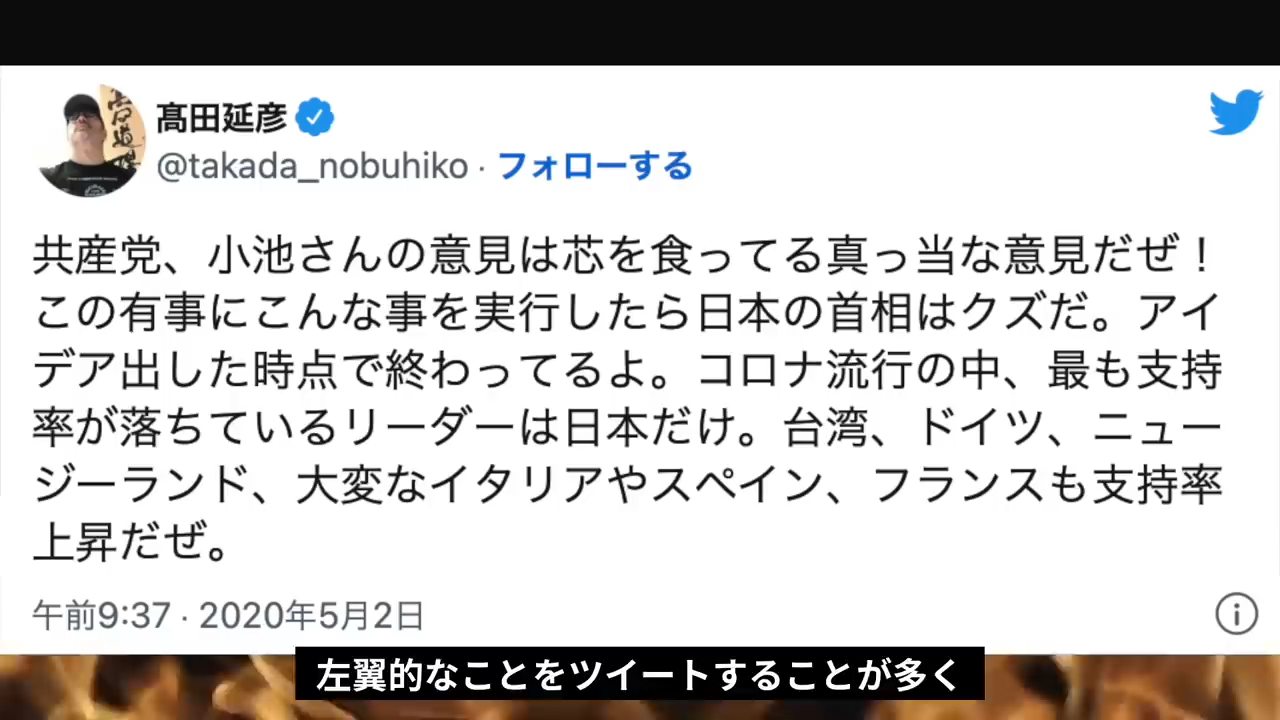 髙田延彦
@takada_nobuhiko · フォローする
共産党、小池さんの意見は芯を食ってる真っ当な意見だぜ！
この有事にこんな事を実行したら日本の首相はクズだ。アイ
デア出した時点で終わってるよ。コロナ流行の中、最も支持
率が落ちているリーダーは日本だけ。台湾、ドイツ、ニュー
ジーランド、大変なイタリアやスペイン、フランスも支持率
上昇だぜ。
午前9:37 · 2020年5月2日
左翼的なことをツイートすることが多く